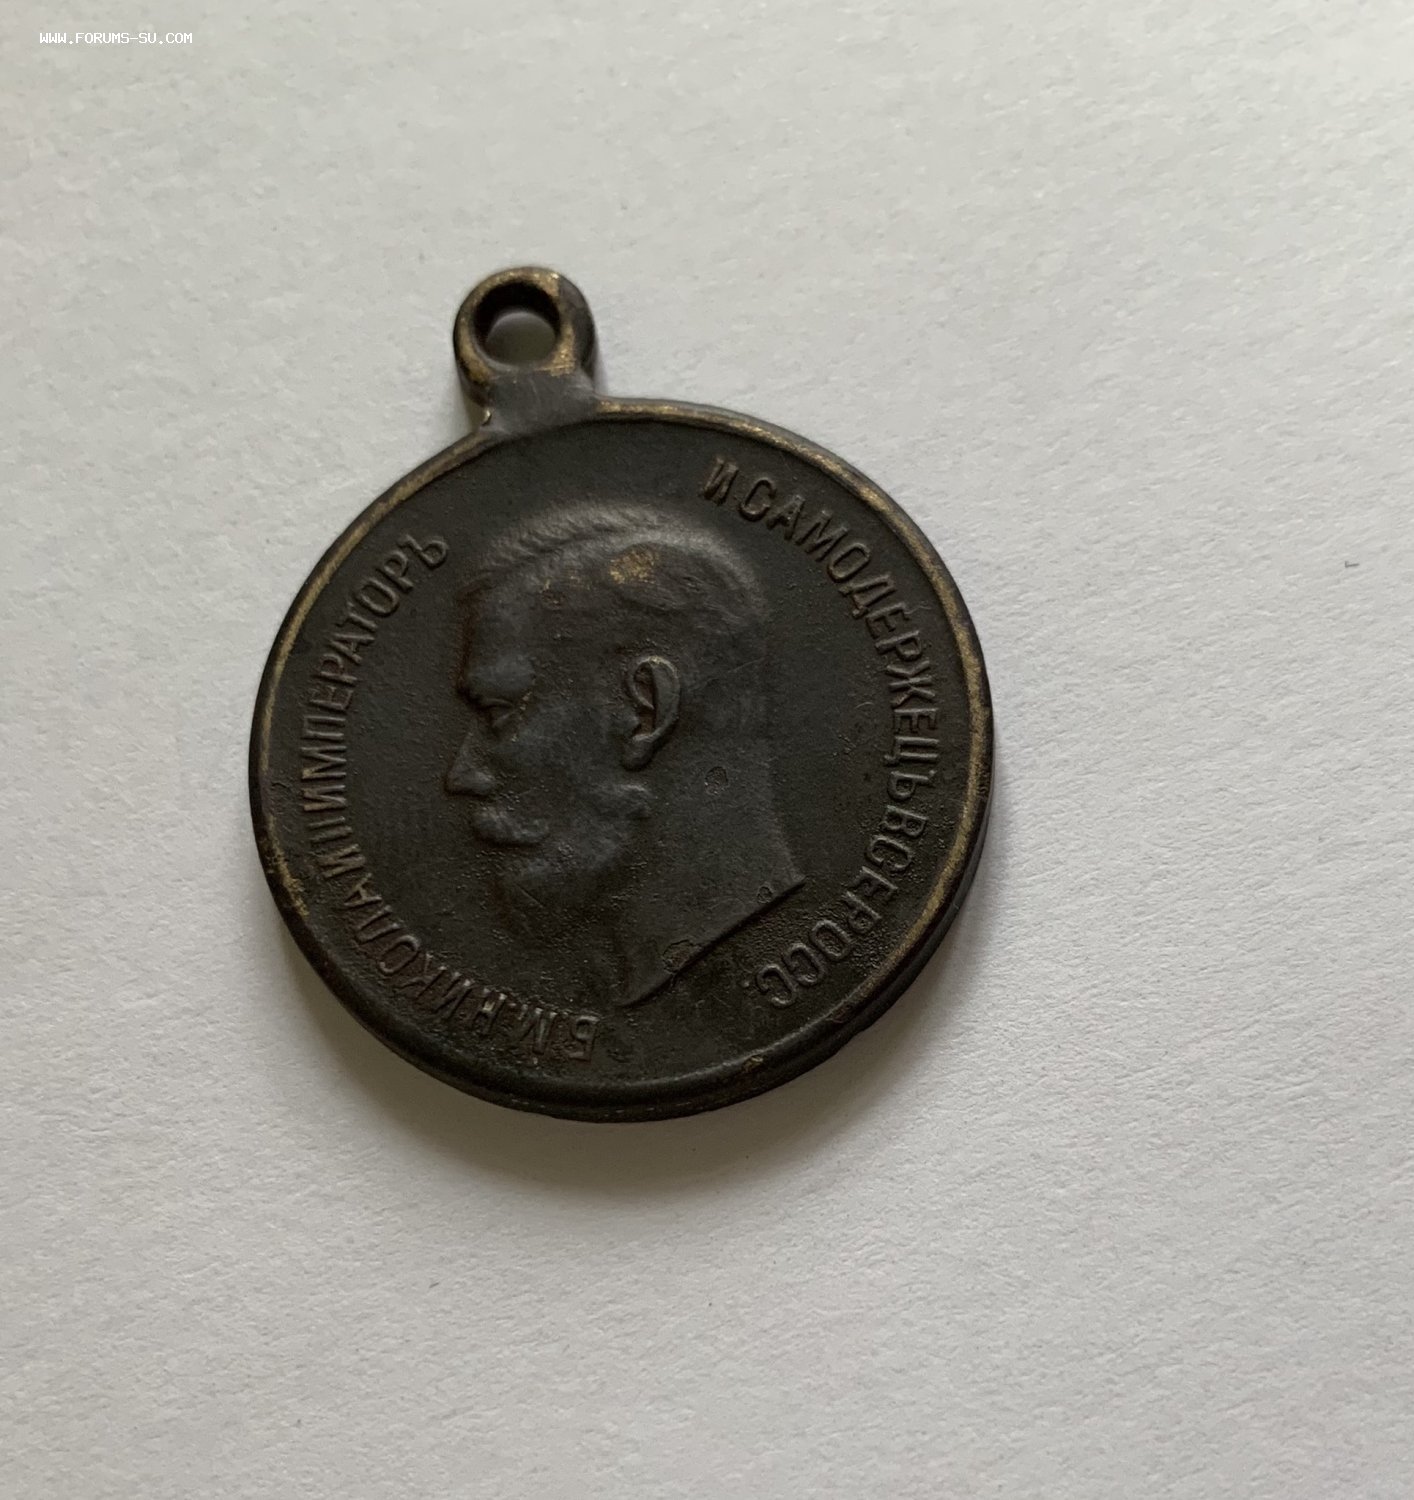 WWW.FORUMS-SU.COM
Б.М.НИКОЛАЙ II ИМПЕРАТОРЪ
И САМОДЕРЖЕЦЪ ВСЕРОСС.